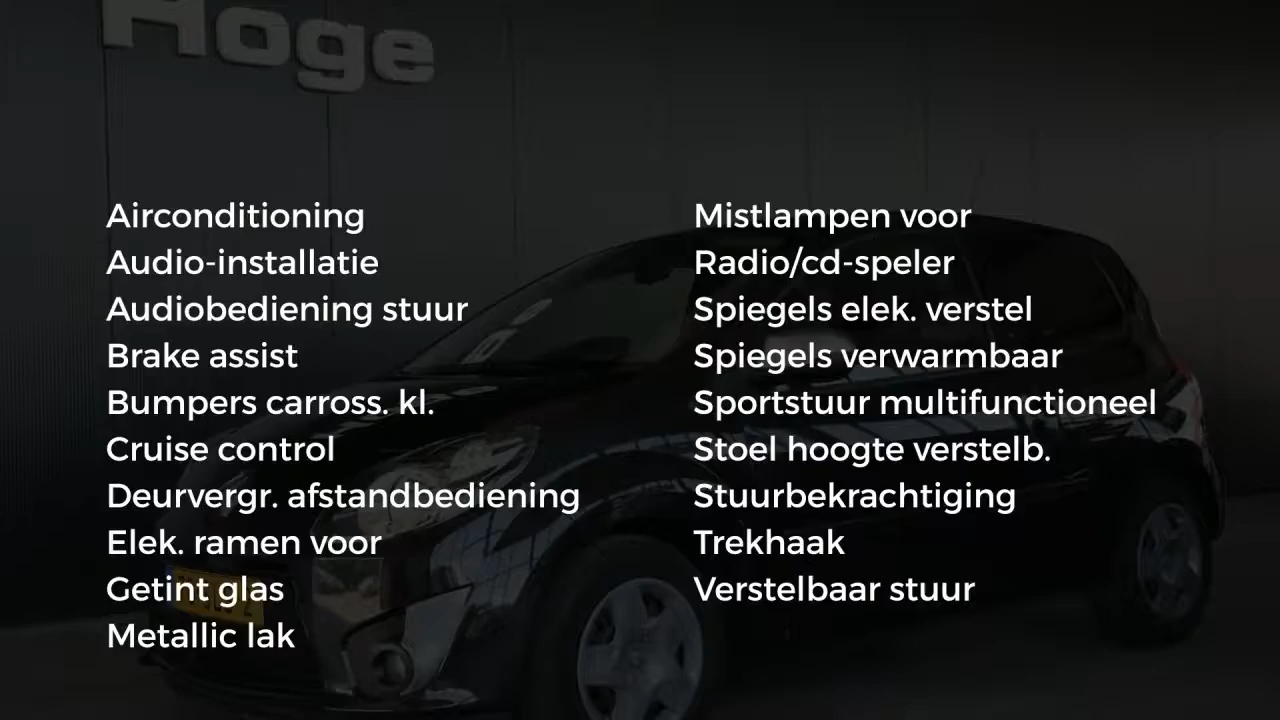 Hoge
Airconditioning
Audio-installatie
Audiobediening stuur
Brake assist
Bumpers carross. kl.
Cruise control
Deurvergr. afstandbediening
Elek. ramen voor
Getint glas
Metallic lak
Mistlampen voor
Radio/cd-speler
Spiegels elek. verstel
Spiegels verwarmbaar
Sportstuur multifunctioneel
Stoel hoogte verstelb.
Stuurbekrachtiging
Trekhaak
Verstelbaar stuur